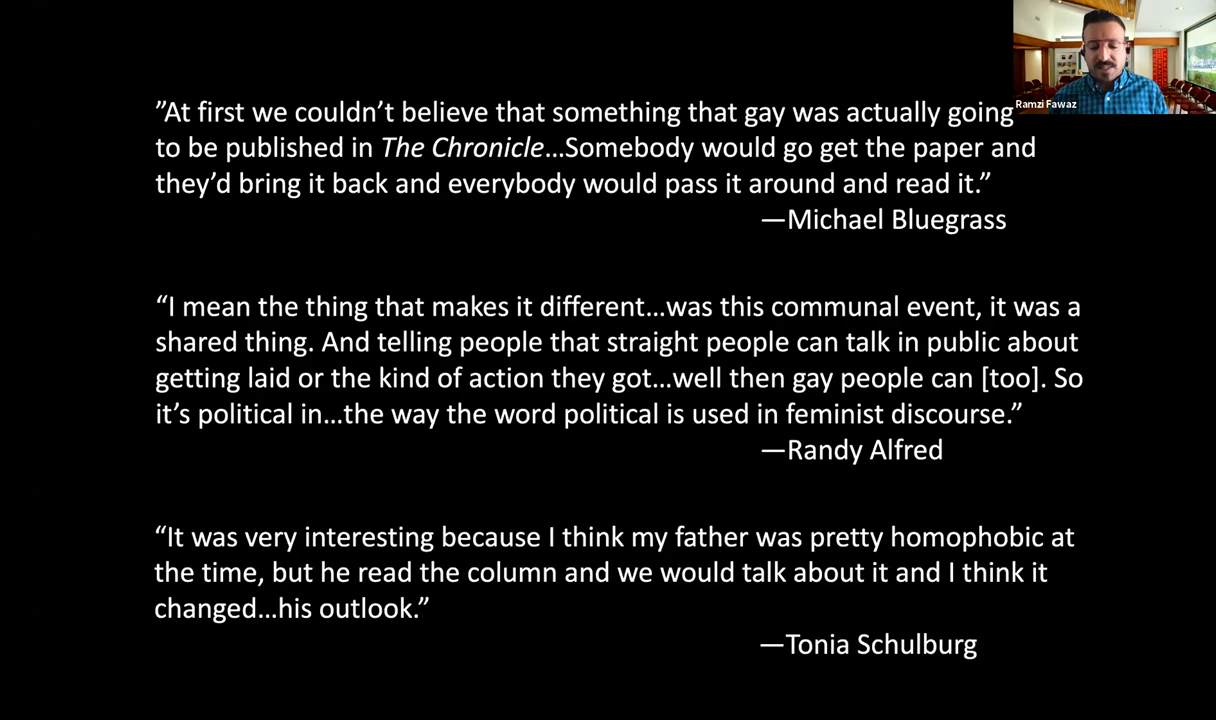 Ramzi Fawaz
”At first we couldn’t believe that something that gay was actually going
to be published in The Chronicle…Somebody would go get the paper and
they’d bring it back and everybody would pass it around and read it.”
—Michael Bluegrass
“I mean the thing that makes it different…was this communal event, it was a
shared thing. And telling people that straight people can talk in public about
getting laid or the kind of action they got…well then gay people can [too]. So
it’s political in…the way the word political is used in feminist discourse.”
—Randy Alfred
“It was very interesting because I think my father was pretty homophobic at
the time, but he read the column and we would talk about it and I think it
changed…his outlook.”
—Tonia Schulburg